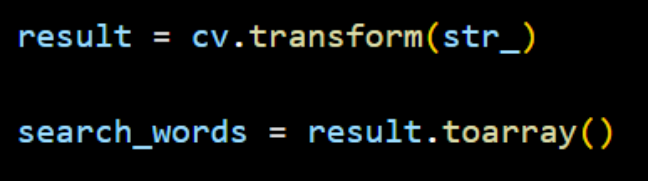 result = cv.transform(str_)
search_words = result.toarray()